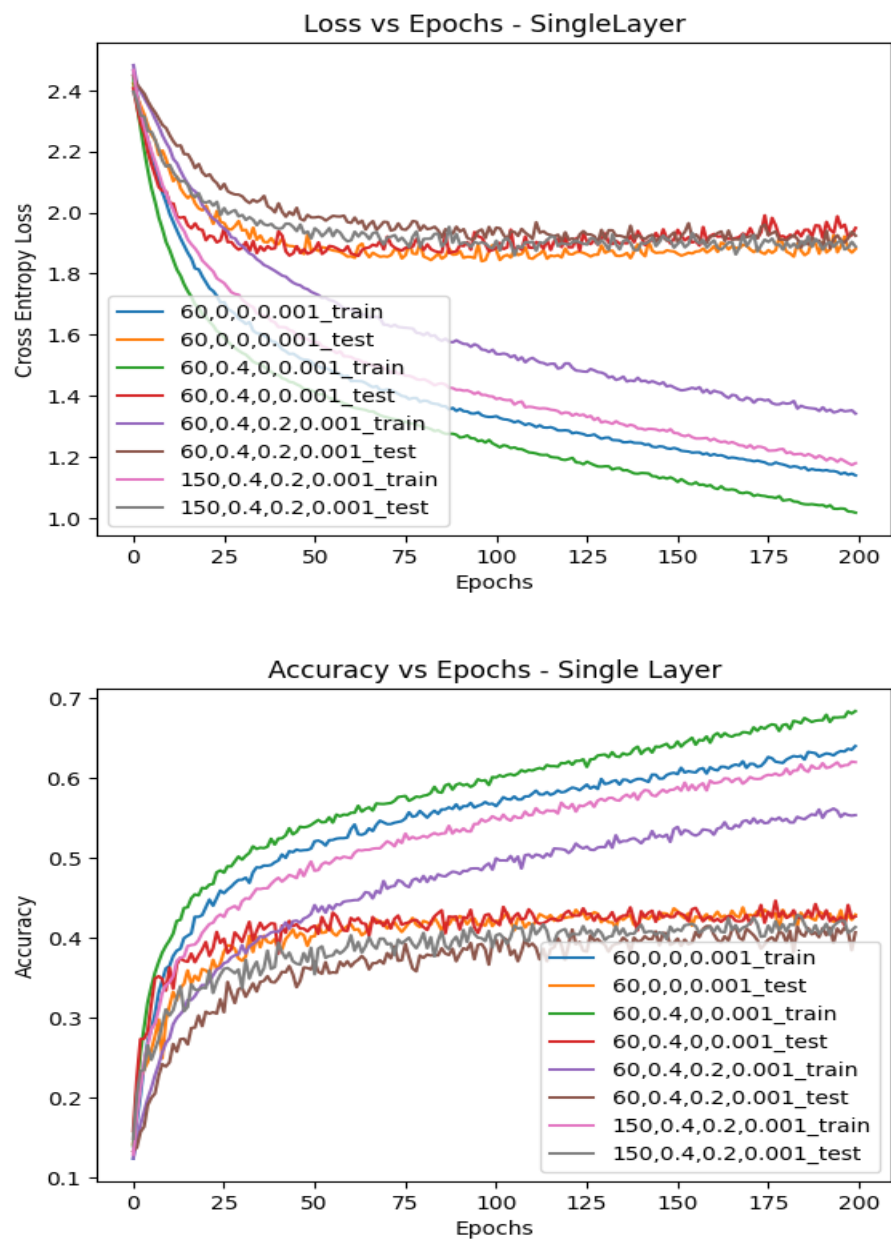 Loss vs Epochs - SingleLayer
Cross Entropy Loss
2.4
2.2
2.0
1.8
1.6
1.4
1.2
1.0
60,0,0,0.001_train
60,0,0,0.001_test
60,0.4,0,0.001_train
60,0.4,0,0.001_test
60,0.4,0.2,0.001_train
60,0.4,0.2,0.001_test
150,0.4,0.2,0.001_train
150,0.4,0.2,0.001_test
0 25 50 75 100 125 150 175 200
Epochs
Accuracy vs Epochs - Single Layer
Accuracy
0.7
0.6
0.5
0.4
0.3
0.2
0.1
60,0,0,0.001_train
60,0,0,0.001_test
60,0.4,0,0.001_train
60,0.4,0,0.001_test
60,0.4,0.2,0.001_train
60,0.4,0.2,0.001_test
150,0.4,0.2,0.001_train
150,0.4,0.2,0.001_test
0 25 50 75 100 125 150 175 200
Epochs